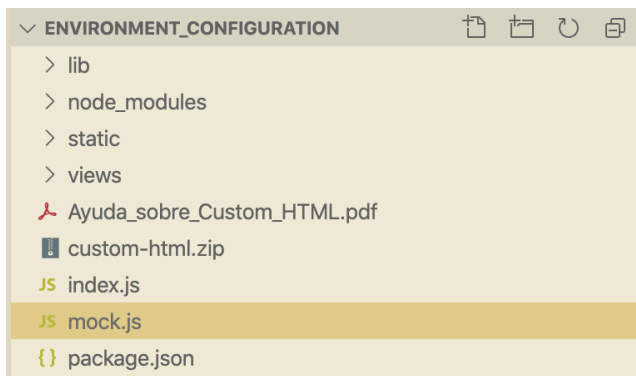 ENVIRONMENT_CONFIGURATION
lib
node_modules
static
views
Ayuda_sobre_Custom_HTML.pdf
custom-html.zip
JS index.js
JS mock.js
{} package.json